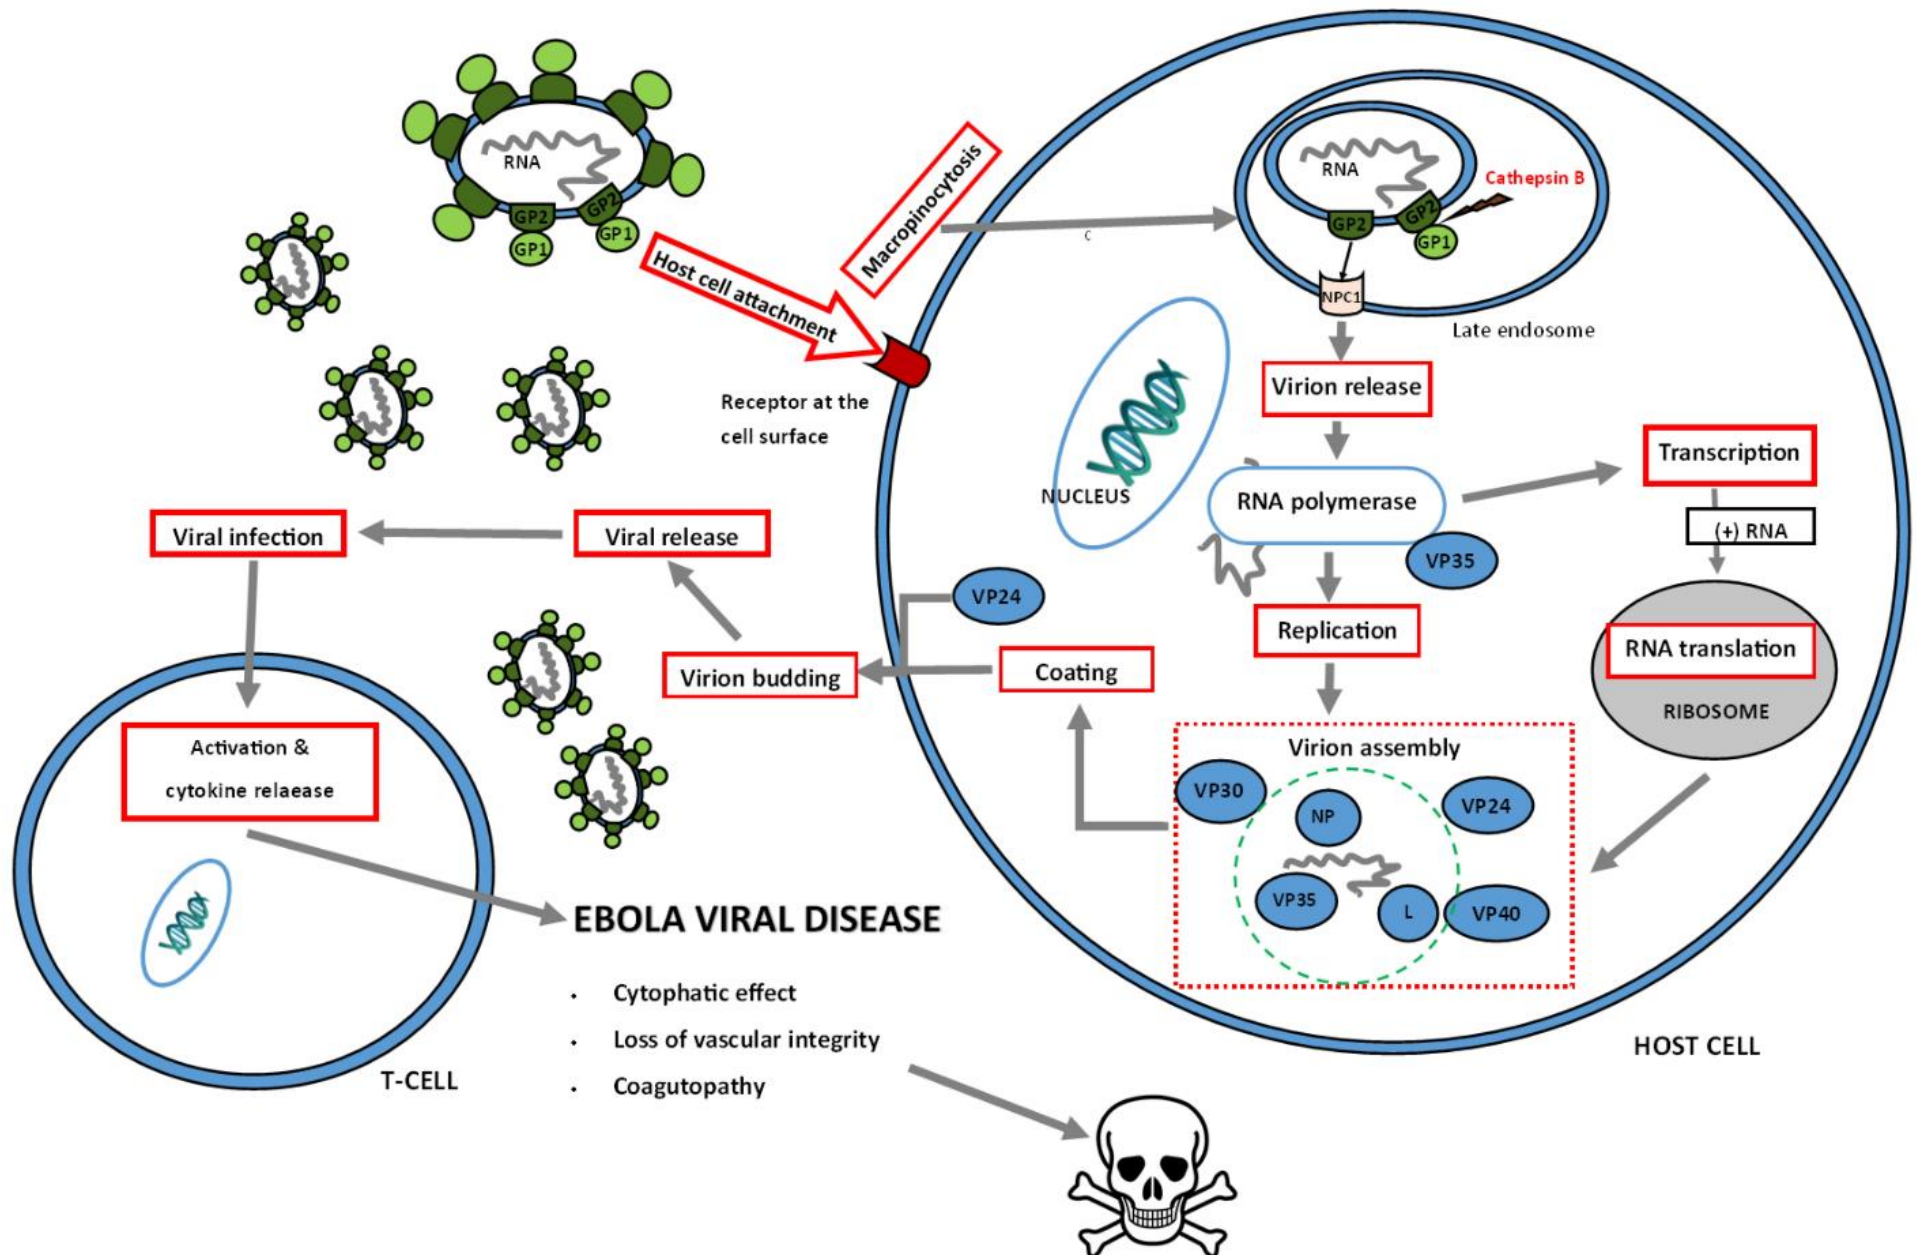 RNA
GP2
GP2
GP1
GP1
Host cell attachment
Macropinocytosis
c
RNA
Cathepsin B
GP2
GP2
GP1
NPC1
Late endosome
Receptor at the
cell surface
Virion release
NUCLEUS
RNA polymerase
VP35
Transcription
(+) RNA
RNA translation
RIBOSOME
Replication
Viral infection
Viral release
VP24
Virion budding
Coating
Virion assembly
VP30
NP
VP24
VP35
L
VP40
HOST CELL
Activation &
cytokine relaease
T-CELL
EBOLA VIRAL DISEASE
· Cytophatic effect
· Loss of vascular integrity
· Coagutopathy